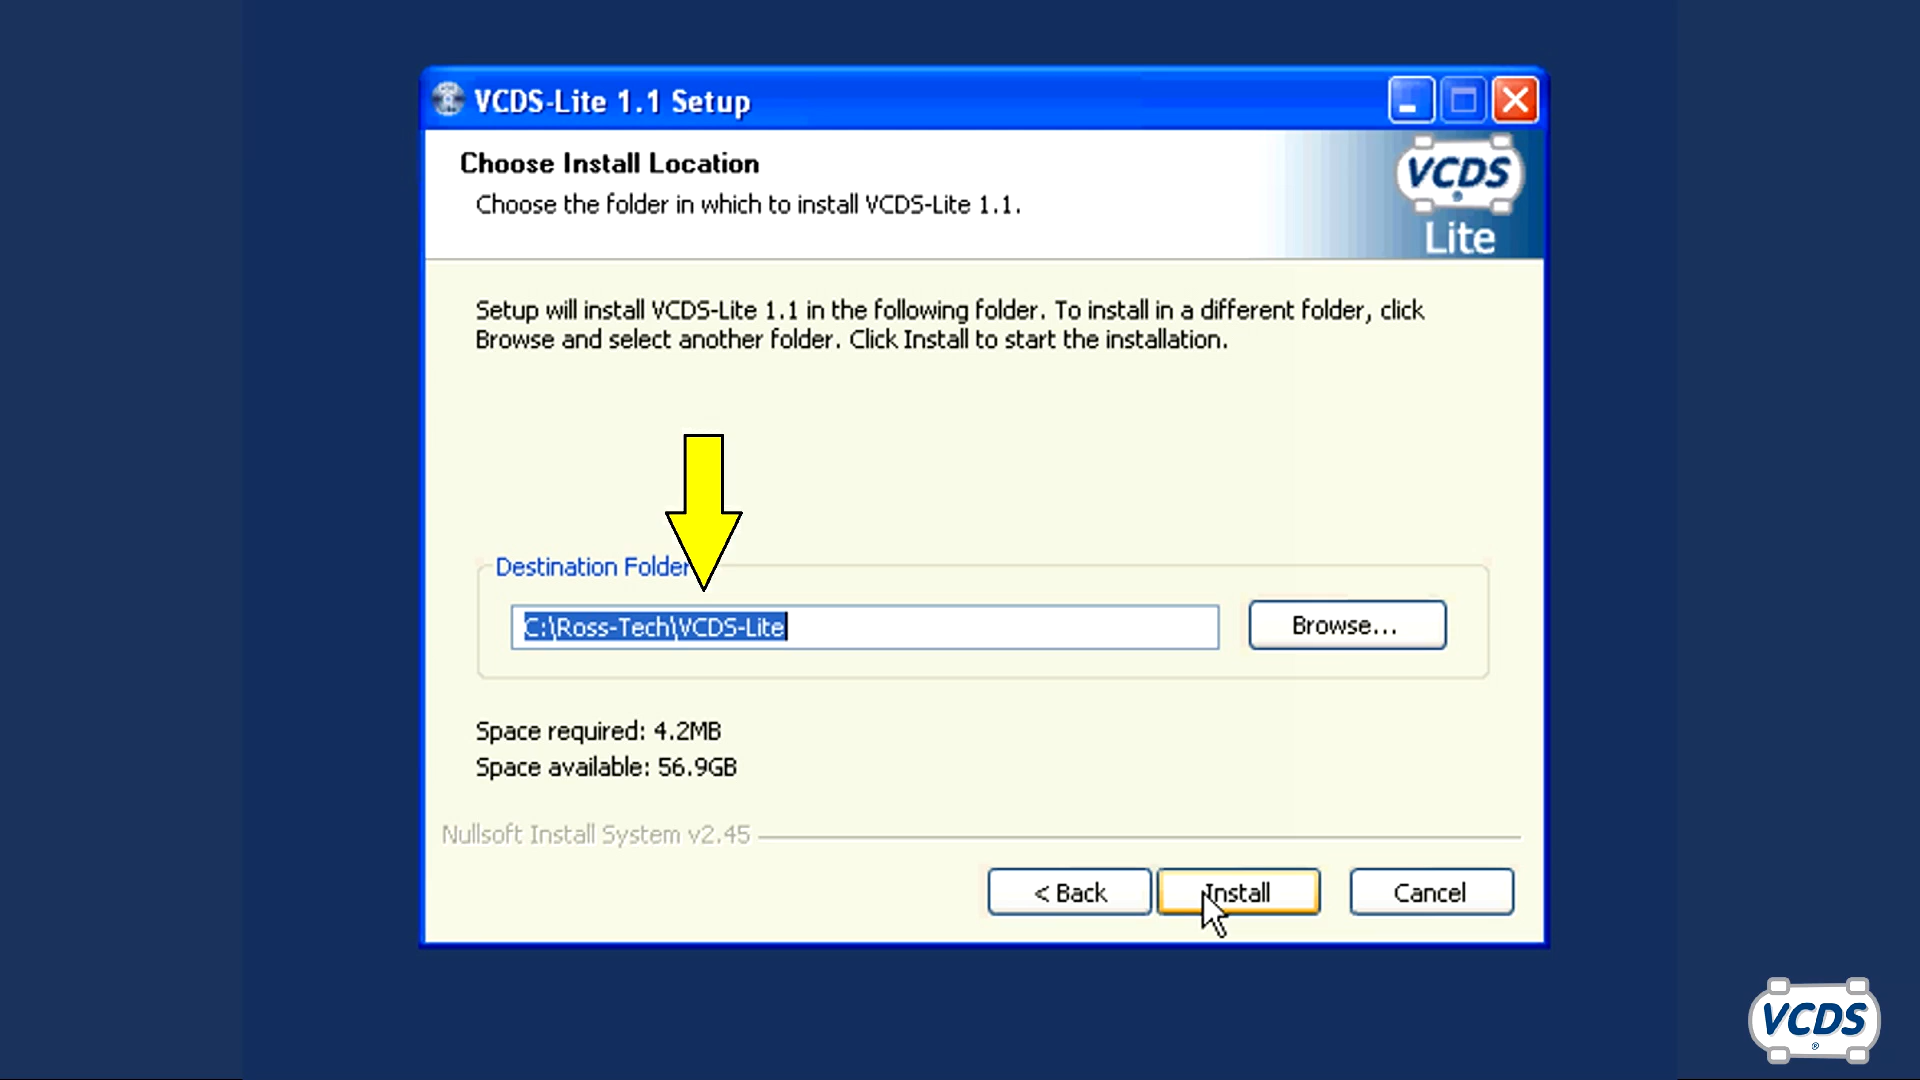 VCDS-Lite 1.1 Setup
Choose Install Location
Choose the folder in which to install VCDS-Lite 1.1.
VCDS
Lite
Setup will install VCDS-Lite 1.1 in the following folder. To install in a different folder, click
Browse and select another folder. Click Install to start the installation.
Destination Folder
C:\Ross-Tech\VCDS-Lite
Browse...
Space required: 4.2MB
Space available: 56.9GB
Nullsoft Install System v2.45
< Back
Install
Cancel
VCDS
®